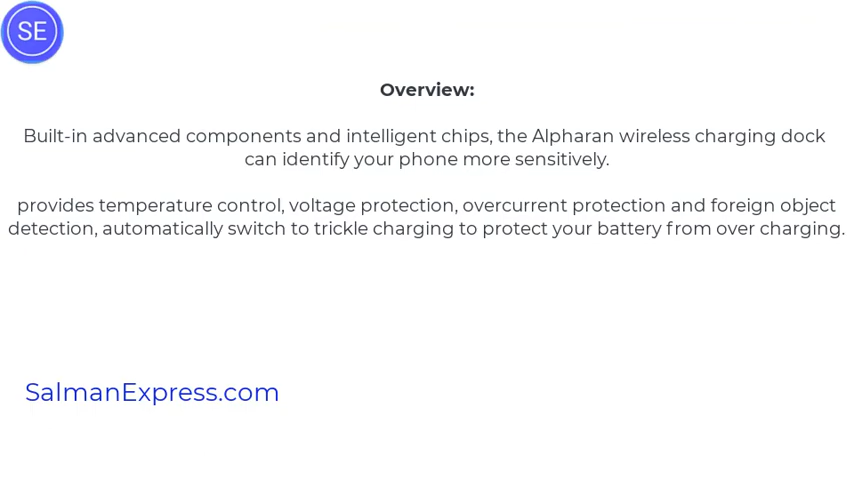 SE
Overview:
Built-in advanced components and intelligent chips, the Alpharan wireless charging dock
can identify your phone more sensitively.
provides temperature control, voltage protection, overcurrent protection and foreign object
detection, automatically switch to trickle charging to protect your battery from over charging.
SalmanExpress.com